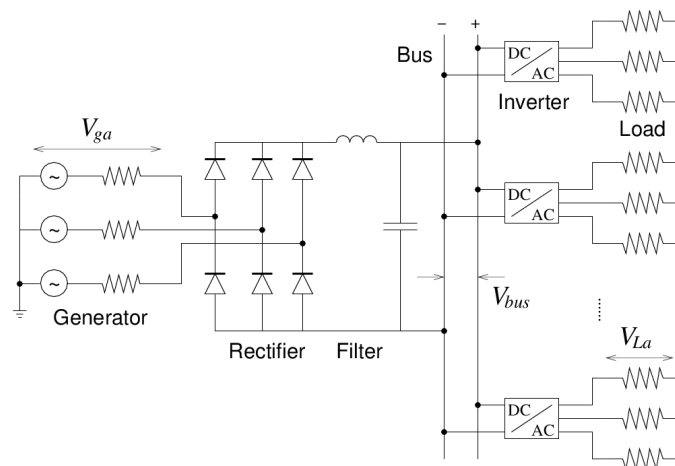 − +
Bus
DC
AC
Inverter
Load
V_ga
~
~
~
Generator
Rectifier
Filter
DC
AC
V_bus
V_La
DC
AC